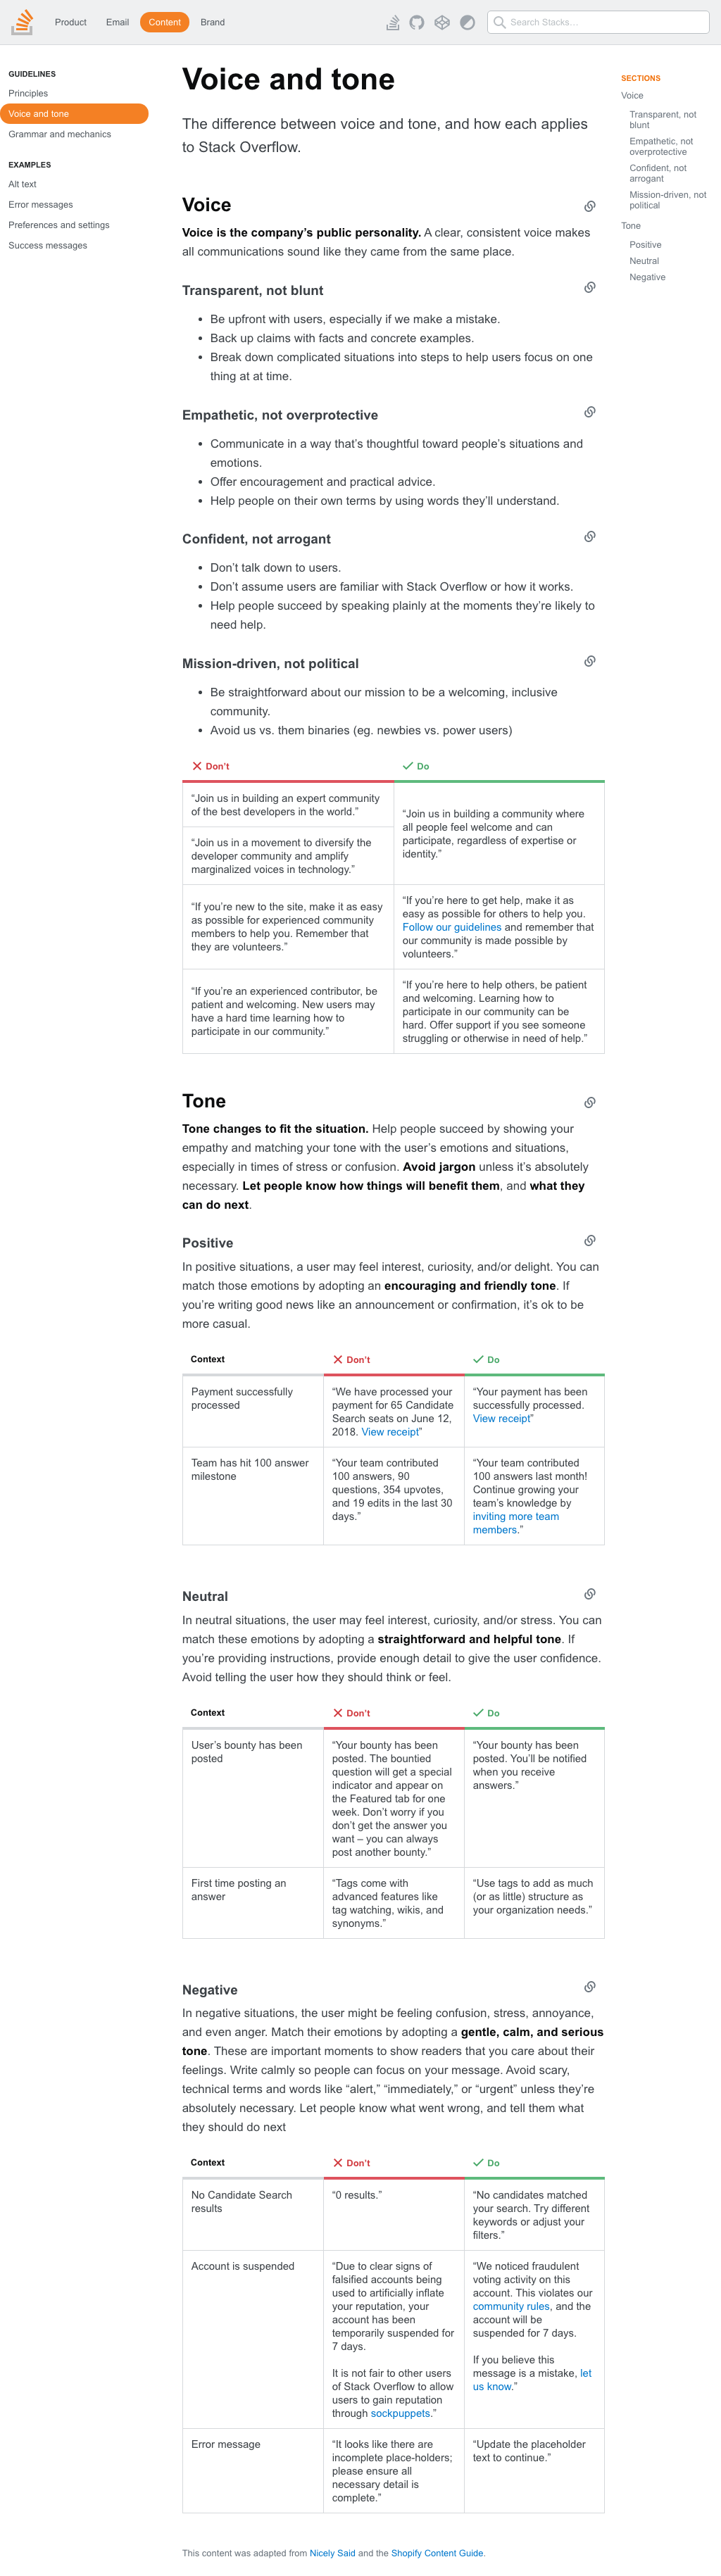 Product Email Content Brand Search Stacks…
GUIDELINES
Principles
Voice and tone
Grammar and mechanics
EXAMPLES
Alt text
Error messages
Preferences and settings
Success messages
Voice and tone
The difference between voice and tone, and how each applies
to Stack Overflow.
SECTIONS
Voice
Transparent, not
blunt
Empathetic, not
overprotective
Confident, not
arrogant
Mission-driven, not
political
Tone
Positive
Neutral
Negative
Voice
Voice is the company’s public personality. A clear, consistent voice makes
all communications sound like they came from the same place.
Transparent, not blunt
• Be upfront with users, especially if we make a mistake.
• Back up claims with facts and concrete examples.
• Break down complicated situations into steps to help users focus on one
thing at at time.
Empathetic, not overprotective
• Communicate in a way that’s thoughtful toward people’s situations and
emotions.
• Offer encouragement and practical advice.
• Help people on their own terms by using words they’ll understand.
Confident, not arrogant
• Don’t talk down to users.
• Don’t assume users are familiar with Stack Overflow or how it works.
• Help people succeed by speaking plainly at the moments they’re likely to
need help.
Mission-driven, not political
• Be straightforward about our mission to be a welcoming, inclusive
community.
• Avoid us vs. them binaries (eg. newbies vs. power users)
Don’t
Do
“Join us in building an expert community
of the best developers in the world.”
“Join us in a movement to diversify the
developer community and amplify
marginalized voices in technology.”
“Join us in building a community where
all people feel welcome and can
participate, regardless of expertise or
identity.”
“If you’re new to the site, make it as easy
as possible for experienced community
members to help you. Remember that
they are volunteers.”
“If you’re here to get help, make it as
easy as possible for others to help you.
Follow our guidelines and remember that
our community is made possible by
volunteers.”
“If you’re an experienced contributor, be
patient and welcoming. New users may
have a hard time learning how to
participate in our community.”
“If you’re here to help others, be patient
and welcoming. Learning how to
participate in our community can be
hard. Offer support if you see someone
struggling or otherwise in need of help.”
Tone
Tone changes to fit the situation. Help people succeed by showing your
empathy and matching your tone with the user’s emotions and situations,
especially in times of stress or confusion. Avoid jargon unless it’s absolutely
necessary. Let people know how things will benefit them, and what they
can do next.
Positive
In positive situations, a user may feel interest, curiosity, and/or delight. You can
match those emotions by adopting an encouraging and friendly tone. If
you’re writing good news like an announcement or confirmation, it’s ok to be
more casual.
Context
Don’t
Do
Payment successfully
processed
“We have processed your
payment for 65 Candidate
Search seats on June 12,
2018. View receipt”
“Your payment has been
successfully processed.
View receipt”
Team has hit 100 answer
milestone
“Your team contributed
100 answers, 90
questions, 354 upvotes,
and 19 edits in the last 30
days.”
“Your team contributed
100 answers last month!
Continue growing your
team’s knowledge by
inviting more team
members.”
Neutral
In neutral situations, the user may feel interest, curiosity, and/or stress. You can
match these emotions by adopting a straightforward and helpful tone. If
you’re providing instructions, provide enough detail to give the user confidence.
Avoid telling the user how they should think or feel.
Context
Don’t
Do
User’s bounty has been
posted
“Your bounty has been
posted. The bountied
question will get a special
indicator and appear on
the Featured tab for one
week. Don’t worry if you
don’t get the answer you
want – you can always
post another bounty.”
“Your bounty has been
posted. You’ll be notified
when you receive
answers.”
First time posting an
answer
“Tags come with
advanced features like
tag watching, wikis, and
synonyms.”
“Use tags to add as much
(or as little) structure as
your organization needs.”
Negative
In negative situations, the user might be feeling confusion, stress, annoyance,
and even anger. Match their emotions by adopting a gentle, calm, and serious
tone. These are important moments to show readers that you care about their
feelings. Write calmly so people can focus on your message. Avoid scary,
technical terms and words like “alert,” “immediately,” or “urgent” unless they’re
absolutely necessary. Let people know what went wrong, and tell them what
they should do next
Context
Don’t
Do
No Candidate Search
results
“0 results.”
“No candidates matched
your search. Try different
keywords or adjust your
filters.”
Account is suspended
“Due to clear signs of
falsified accounts being
used to artificially inflate
your reputation, your
account has been
temporarily suspended for
7 days.
It is not fair to other users
of Stack Overflow to allow
users to gain reputation
through sockpuppets.”
“We noticed fraudulent
voting activity on this
account. This violates our
community rules, and the
account will be
suspended for 7 days.
If you believe this
message is a mistake, let
us know.”
Error message
“It looks like there are
incomplete place-holders;
please ensure all
necessary detail is
complete.”
“Update the placeholder
text to continue.”
This content was adapted from Nicely Said and the Shopify Content Guide.